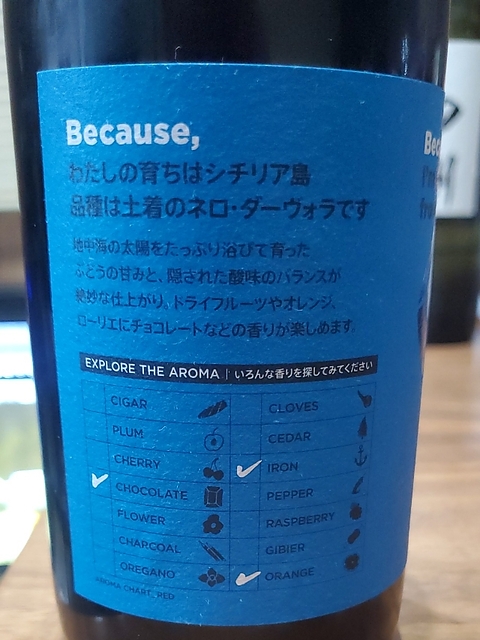 Because,
わたしの育ちはシチリア島
品種は土着のネロ・ダーヴォラです
地中海の太陽をたっぷり浴びて育った
ぶどうの甘みと、隠された酸味のバランスが
絶妙な仕上がり。ドライフルーツやオレンジ、
ローリエにチョコレートなどの香りが楽しめます。
EXPLORE THE AROMA | いろんな香りを探してみてください
CIGAR
PLUM
CHERRY
CHOCOLATE
FLOWER
CHARCOAL
OREGANO
CLOVES
CEDAR
IRON
PEPPER
RASPBERRY
GIBIER
ORANGE
AROMA CHART, RED
Bec
I'm